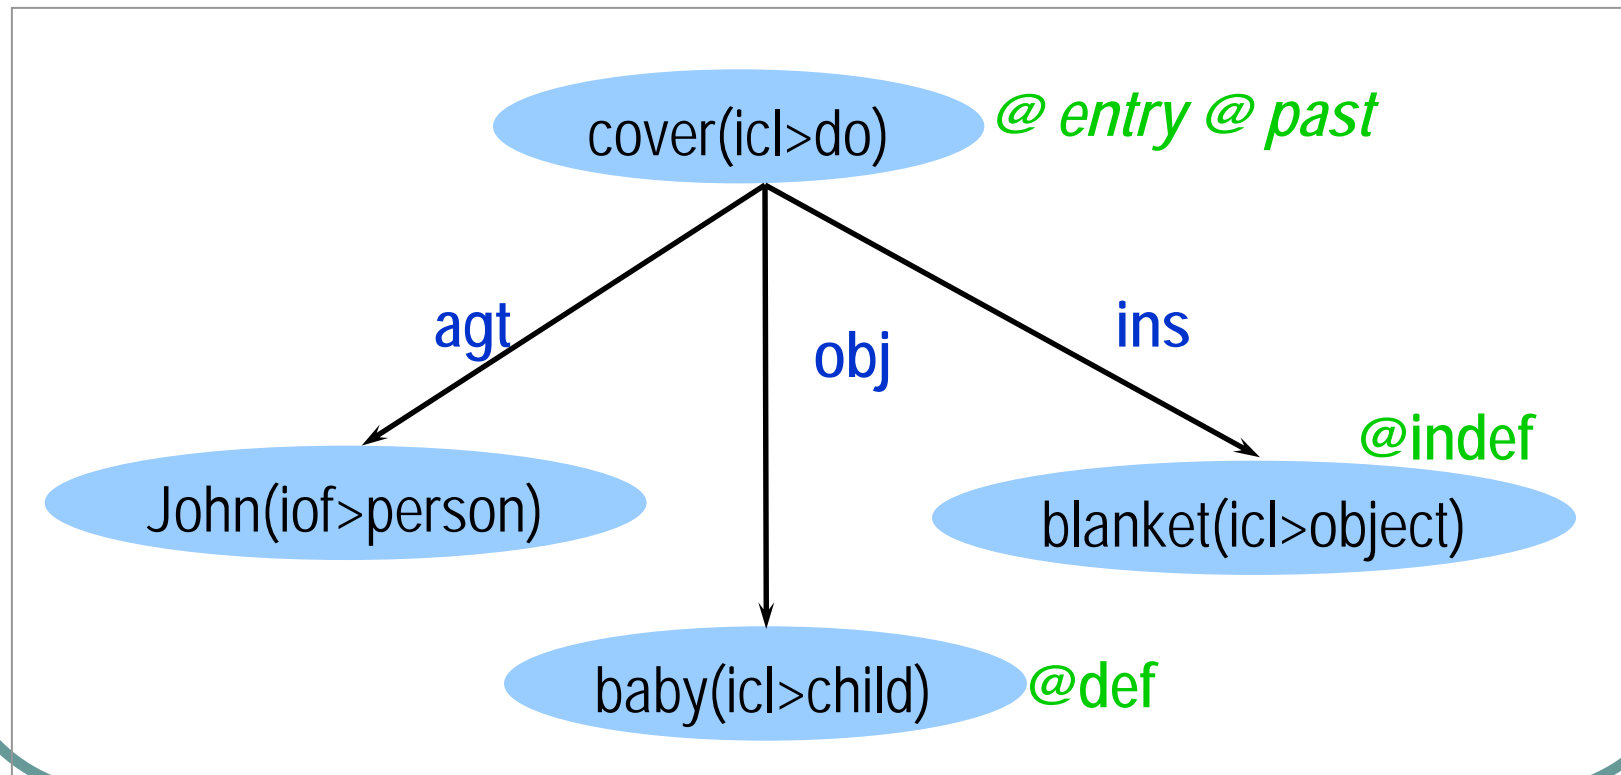 cover(icl>do)
@ entry @ past
agt
obj
ins
@indef
John(iof>person)
blanket(icl>object)
baby(icl>child)
@def